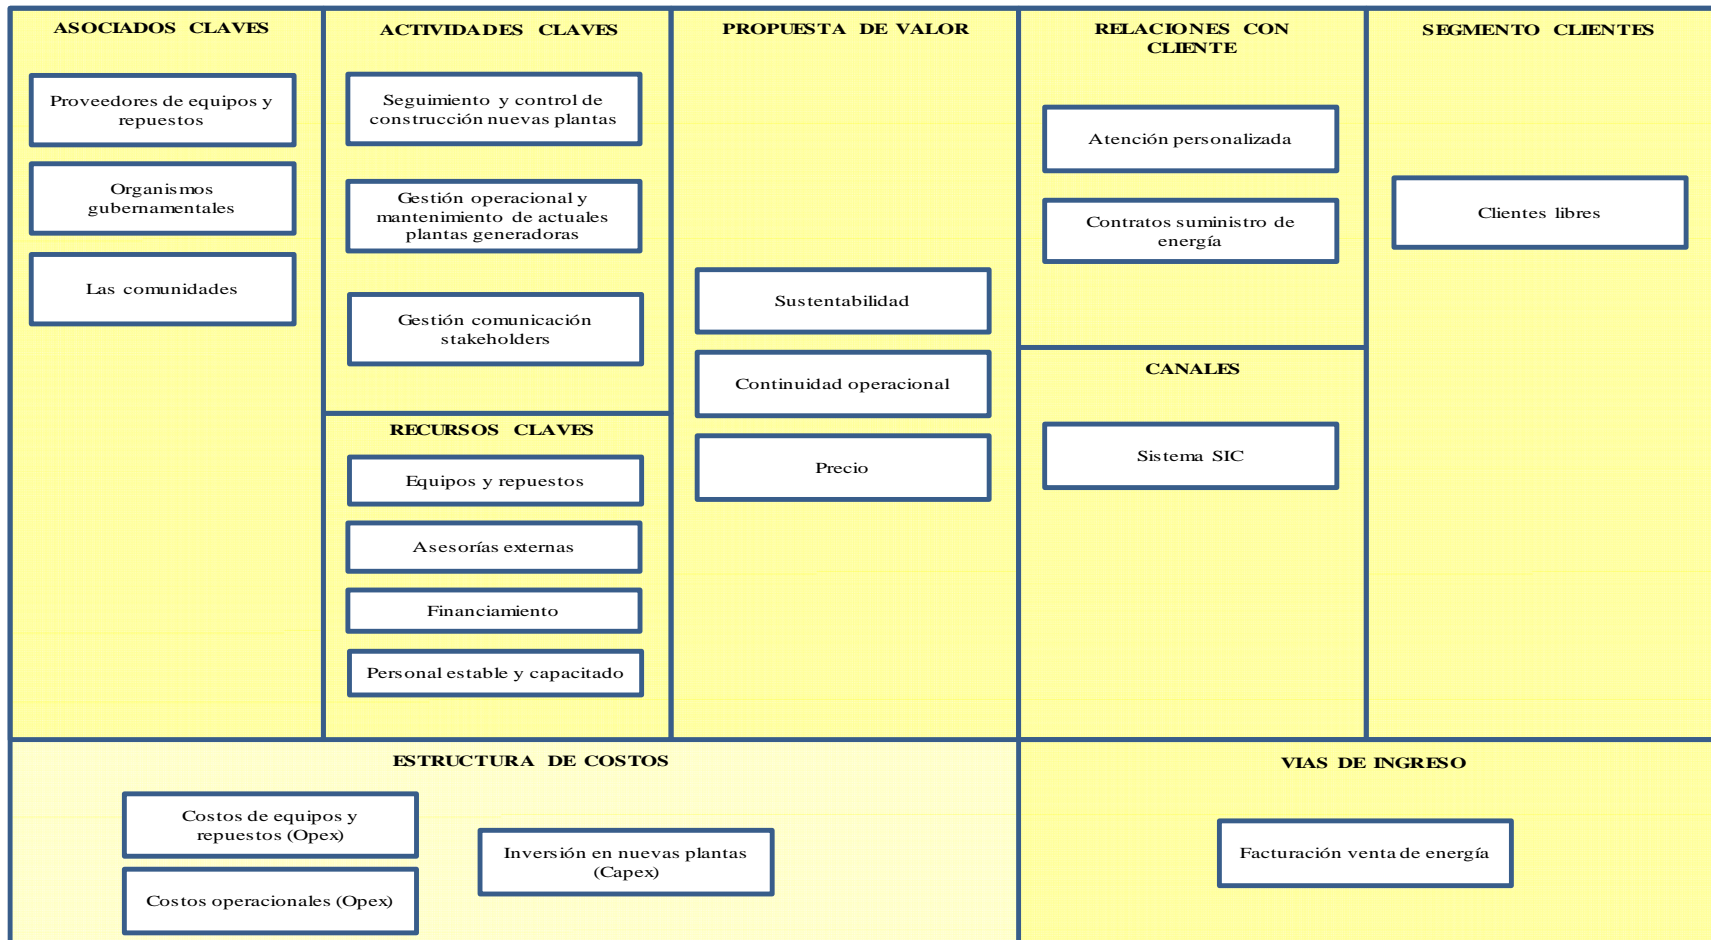 ASOCIADOS CLAVES
Proveedores de equipos y
repuestos
Organismos
gubernamentales
Las comunidades
ACTIVIDADES CLAVES
Seguimiento y control de
construcción nuevas plantas
Gestión operacional y
mantenimiento de actuales
plantas generadoras
Gestión comunicación
stakeholders
RECURSOS CLAVES
Equipos y repuestos
Asesorías externas
Financiamiento
Personal estable y capacitado
PROPUESTA DE VALOR
Sustentabilidad
Continuidad operacional
Precio
RELACIONES CON
CLIENTE
Atención personalizada
Contratos suministro de
energía
CANALES
Sistema SIC
SEGMENTO CLIENTES
Clientes libres
ESTRUCTURA DE COSTOS
Costos de equipos y
repuestos (Opex)
Costos operacionales (Opex)
Inversión en nuevas plantas
(Capex)
VIAS DE INGRESO
Facturación venta de energía